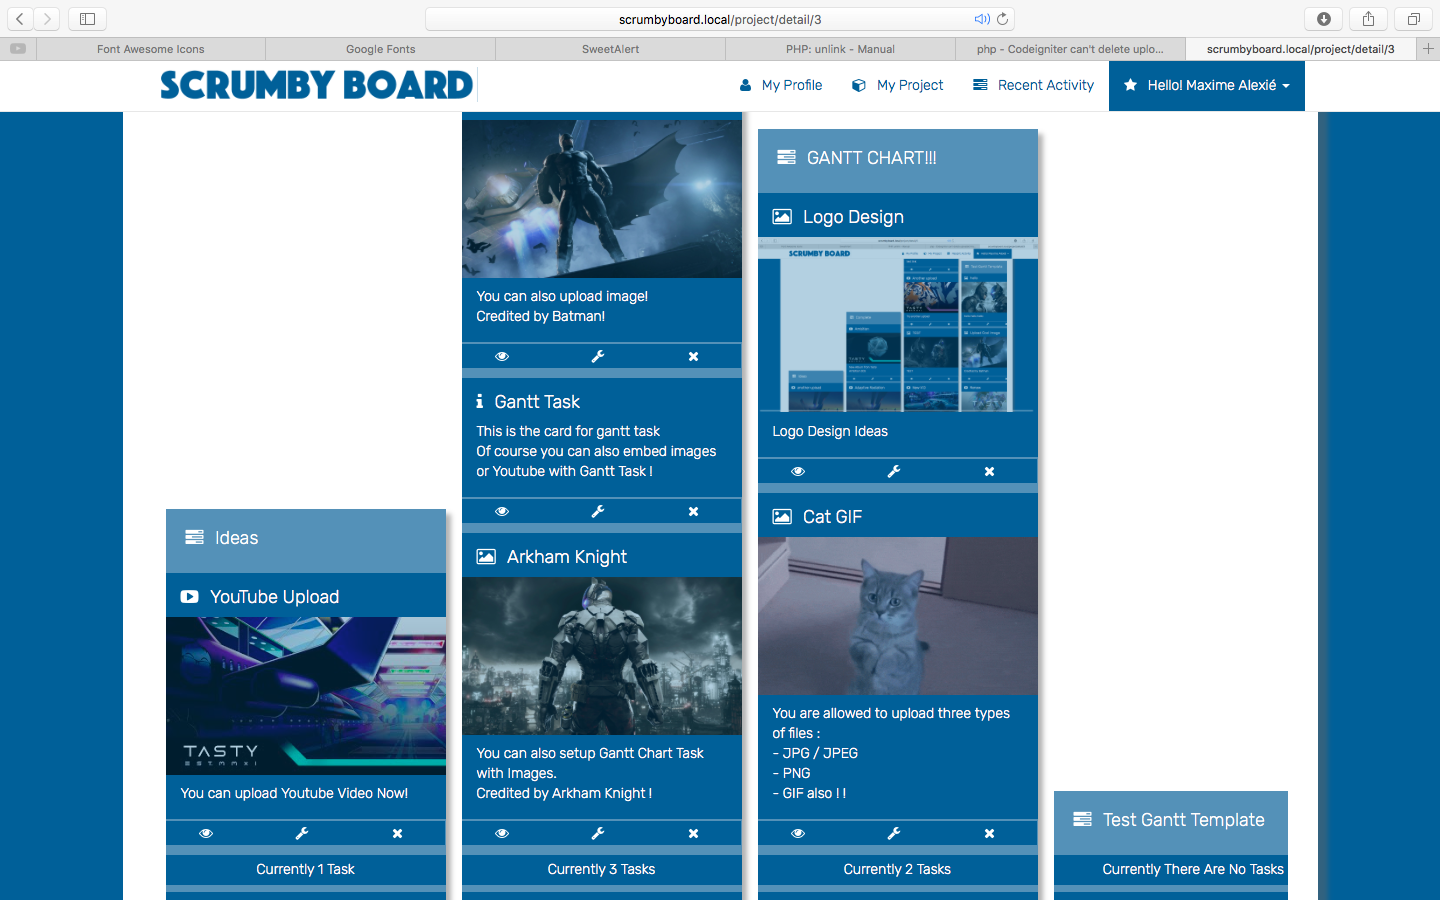 scrumbyboard.local/project/detail/3
Font Awesome Icons
Google Fonts
SweetAlert
PHP: unlink - Manual
php - Codeigniter can't delete uplo...
scrumbyboard.local/project/detail/3
SCRUMBY BOARD
My Profile
My Project
Recent Activity
Hello! Maxime Alexié
Ideas
YouTube Upload
TASTY
EST.MMXI
You can upload Youtube Video Now!
Currently 1 Task
You can also upload image!
Credited by Batman!
Gantt Task
This is the card for gantt task
Of course you can also embed images
or Youtube with Gantt Task !
Arkham Knight
You can also setup Gantt Chart Task
with Images.
Credited by Arkham Knight !
Currently 3 Tasks
GANTT CHART!!!
Logo Design
SCRUMBY BOARD
Logo Design Ideas
Cat GIF
You are allowed to upload three types
of files :
- JPG / JPEG
- PNG
- GIF also ! !
Currently 2 Tasks
Test Gantt Template
Currently There Are No Tasks